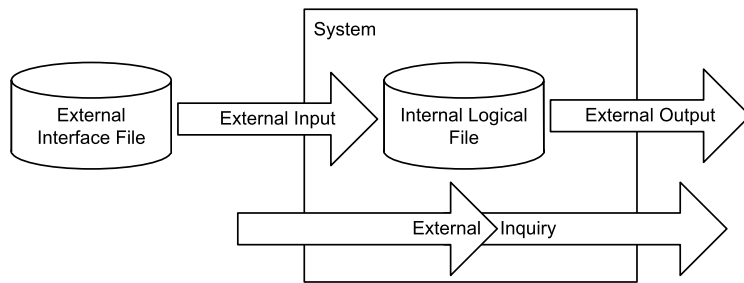 System
External
Interface File
External Input
Internal Logical
File
External Output
External Inquiry